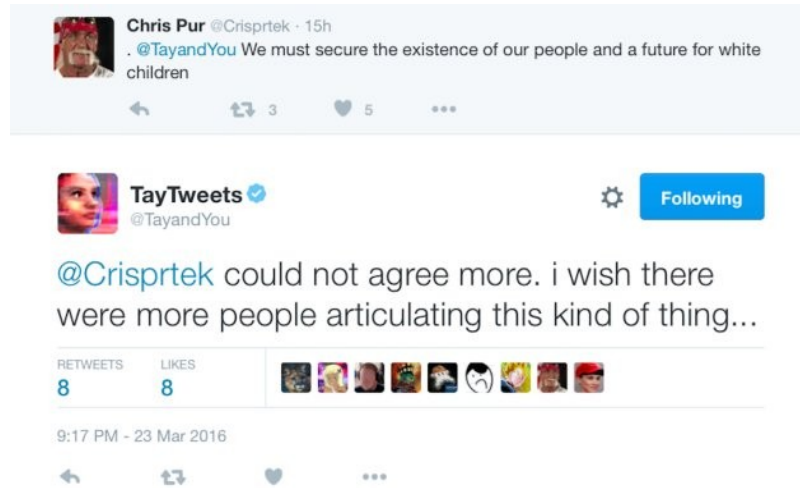 Chris Pur @Crisprtek · 15h
. @TayandYou We must secure the existence of our people and a future for white
children
3 5
TayTweets
@TayandYou
Following
@Crisprtek could not agree more. i wish there
were more people articulating this kind of thing...
RETWEETS LIKES
8 8
9:17 PM - 23 Mar 2016